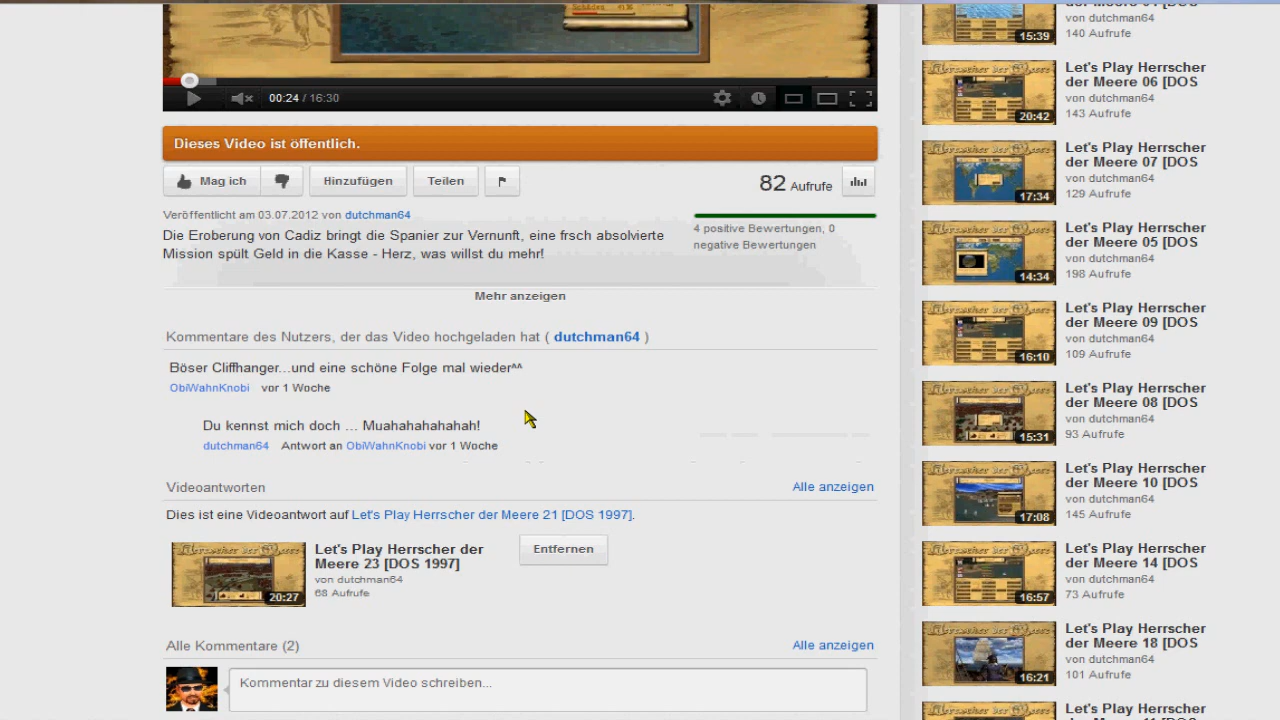 00:24 / 16:30
Dieses Video ist öffentlich.
Mag ich
Hinzufügen
Teilen
82 Aufrufe
Veröffentlicht am 03.07.2012 von dutchman64
Die Eroberung von Cadiz bringt die Spanier zur Vernunft, eine frsch absolvierte
Mission spült Geld in die Kasse - Herz, was willst du mehr!
4 positive Bewertungen, 0
negative Bewertungen
Mehr anzeigen
Kommentare des Nutzers, der das Video hochgeladen hat ( dutchman64 )
Böser Cliffhanger...und eine schöne Folge mal wieder^^
ObiWahnKnobi vor 1 Woche
Du kennst mich doch ... Muahahahahahah!
dutchman64 Antwort an ObiWahnKnobi vor 1 Woche
Videoantworten
Alle anzeigen
Dies ist eine Videoantwort auf Let's Play Herrscher der Meere 21 [DOS 1997].
20:27
Let's Play Herrscher der
Meere 23 [DOS 1997]
von dutchman64
68 Aufrufe
Entfernen
Alle Kommentare (2)
Alle anzeigen
Kommentar zu diesem Video schreiben...
15:39
von dutchman64
140 Aufrufe
20:42
Let's Play Herrscher
der Meere 06 [DOS
von dutchman64
143 Aufrufe
17:34
Let's Play Herrscher
der Meere 07 [DOS
von dutchman64
129 Aufrufe
14:34
Let's Play Herrscher
der Meere 05 [DOS
von dutchman64
198 Aufrufe
16:10
Let's Play Herrscher
der Meere 09 [DOS
von dutchman64
109 Aufrufe
15:31
Let's Play Herrscher
der Meere 08 [DOS
von dutchman64
93 Aufrufe
17:08
Let's Play Herrscher
der Meere 10 [DOS
von dutchman64
145 Aufrufe
16:57
Let's Play Herrscher
der Meere 14 [DOS
von dutchman64
73 Aufrufe
16:21
Let's Play Herrscher
der Meere 18 [DOS
von dutchman64
101 Aufrufe
Let's Play Herrscher